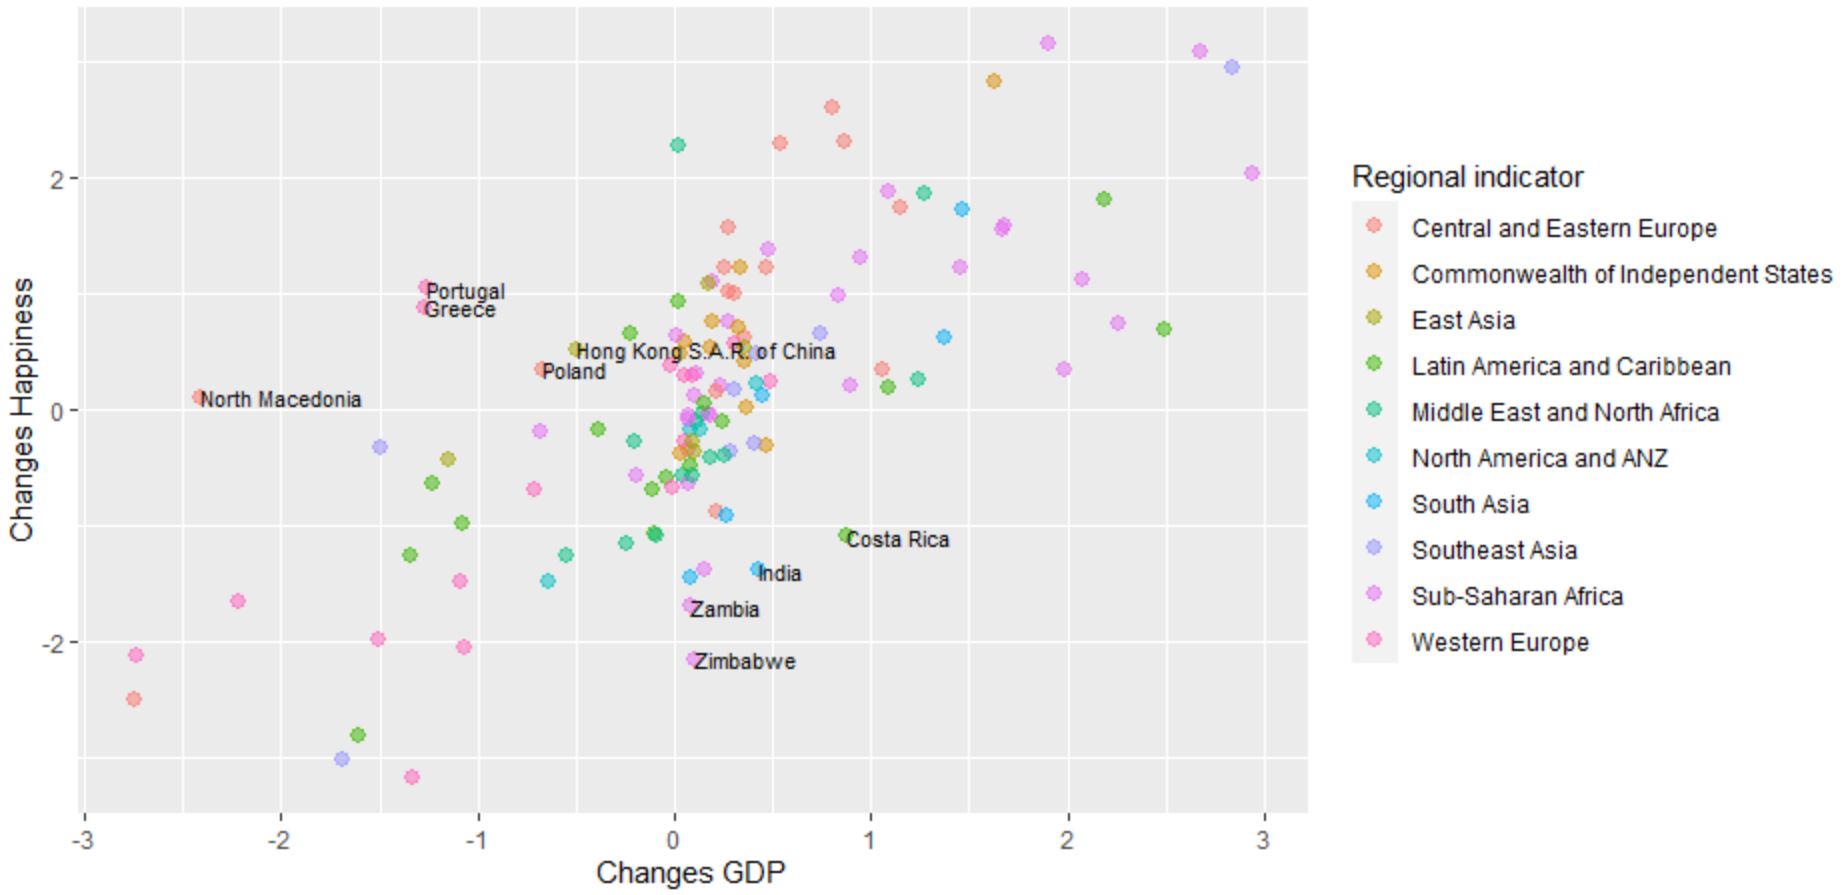 2
0
-2
-3
-2
-1
0
1
2
3
Changes Happiness
Changes GDP
Portugal
Greece
Hong Kong S.A.R. of China
Poland
North Macedonia
Costa Rica
India
Zambia
Zimbabwe
Regional indicator
Central and Eastern Europe
Commonwealth of Independent States
East Asia
Latin America and Caribbean
Middle East and North Africa
North America and ANZ
South Asia
Southeast Asia
Sub-Saharan Africa
Western Europe